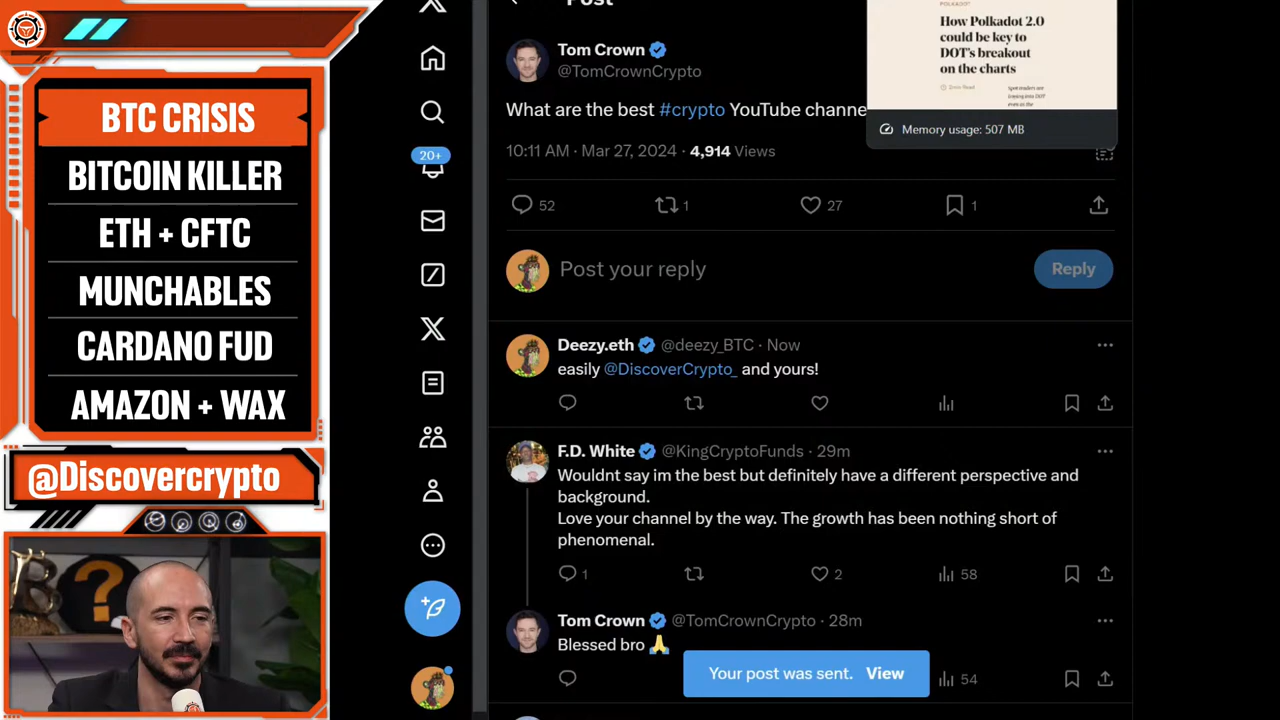 BTC CRISIS
BITCOIN KILLER
ETH + CFTC
MUNCHABLES
CARDANO FUD
AMAZON + WAX
@Discovercrypto
Post
20+
Tom Crown
@TomCrownCrypto
What are the best #crypto YouTube channe
10:11 AM · Mar 27, 2024 · 4,914 Views
52 1 27 1
Post your reply
Reply
Deezy.eth @deezy_BTC · Now
easily @DiscoverCrypto_ and yours!
F.D. White @KingCryptoFunds · 29m
Wouldnt say im the best but definitely have a different perspective and
background.
Love your channel by the way. The growth has been nothing short of
phenomenal.
1 2 58
Tom Crown @TomCrownCrypto · 28m
Blessed bro 🙏
54
Your post was sent. View
POLKADOT
How Polkadot 2.0
could be key to
DOT's breakout
on the charts
2min Read
Memory usage: 507 MB